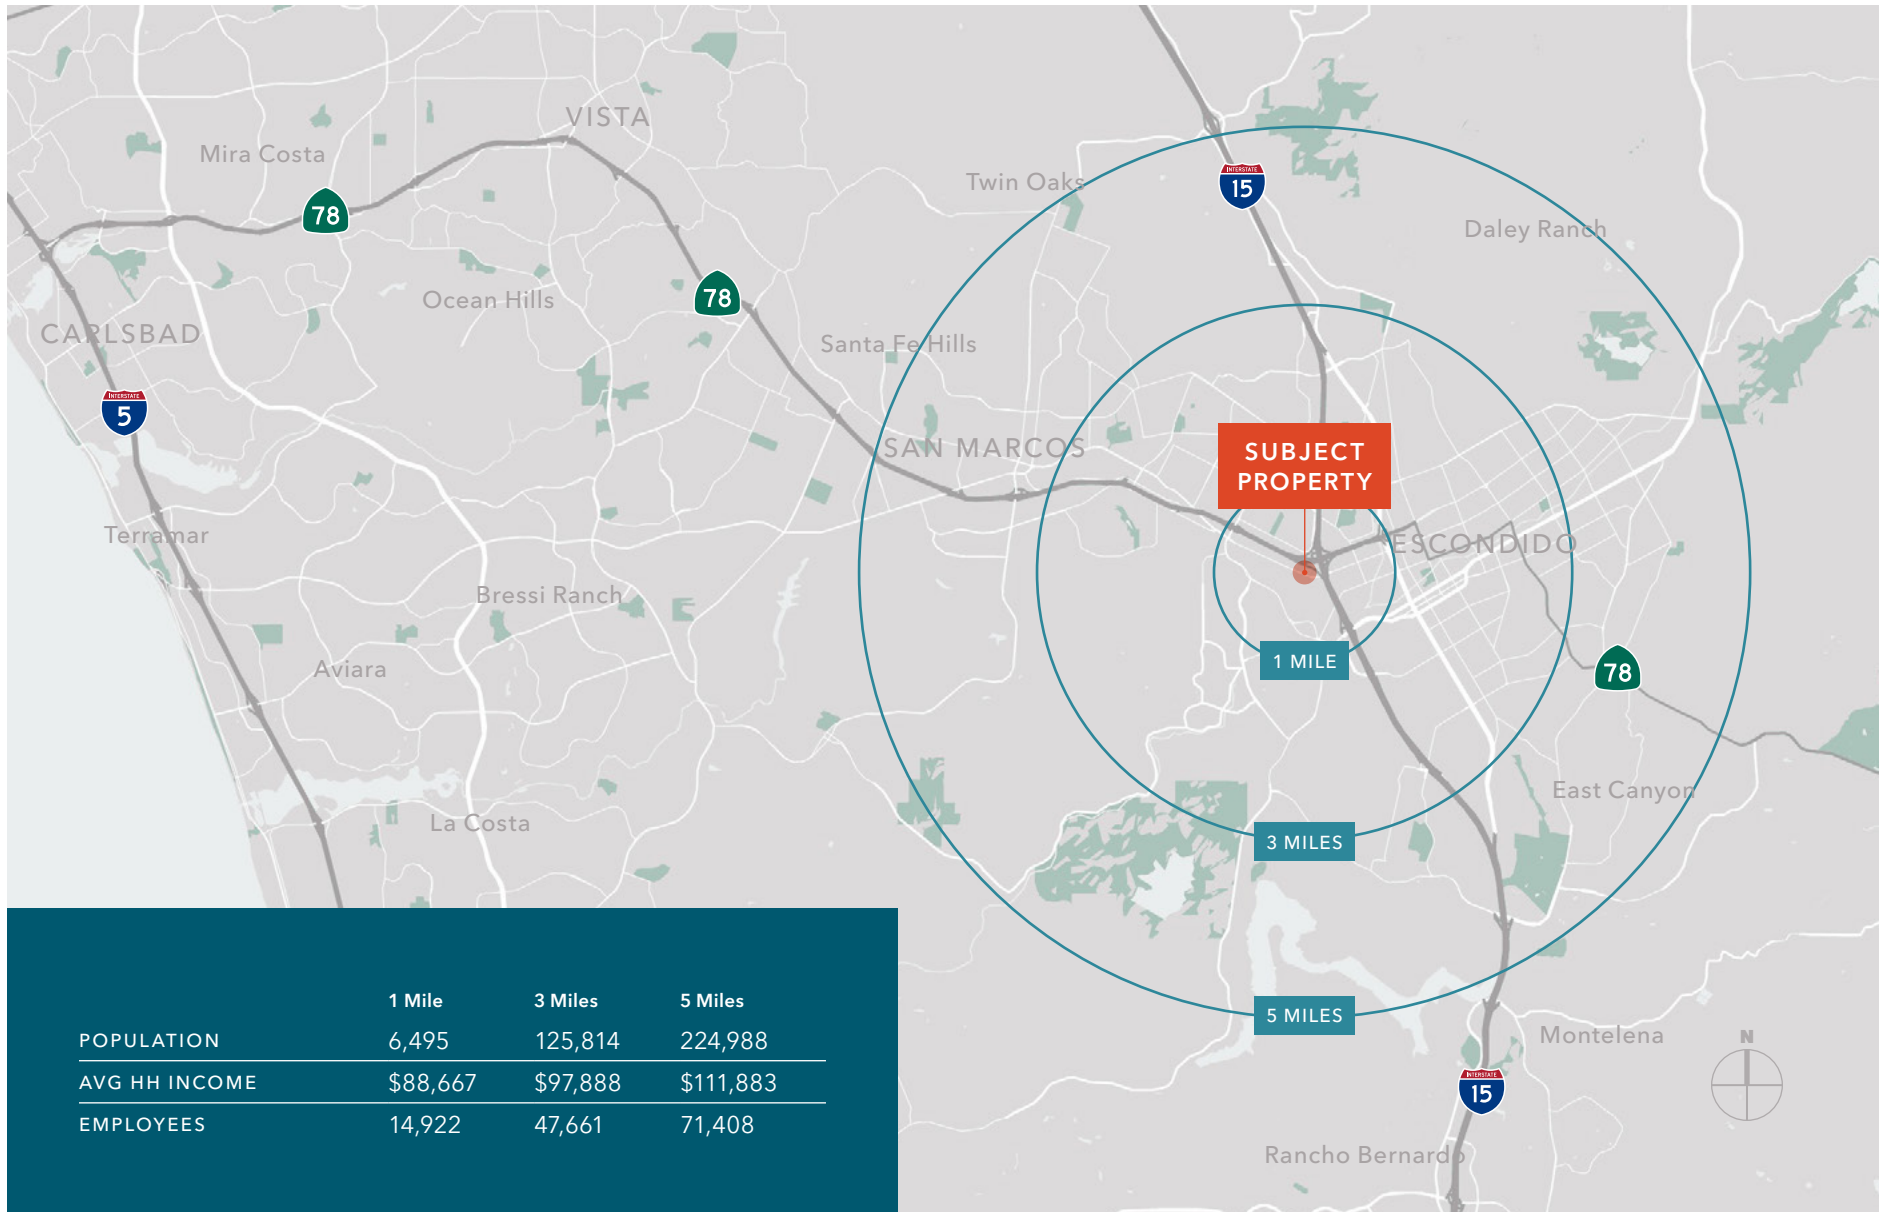 VISTA
Mira Costa
INTERSTATE
15
Twin Oaks
78
Daley Ranch
78
Ocean Hills
CARLSBAD
Santa Fe Hills
INTERSTATE
5
SAN MARCOS
SUBJECT
PROPERTY
Terramar
ESCONDIDO
Bressi Ranch
1 MILE
Aviara
78
East Canyon
La Costa
3 MILES
5 MILES
Montelena
N
INTERSTATE
15
Rancho Bernardo
1 Mile 3 Miles 5 Miles
POPULATION 6,495 125,814 224,988
AVG HH INCOME $88,667 $97,888 $111,883
EMPLOYEES 14,922 47,661 71,408